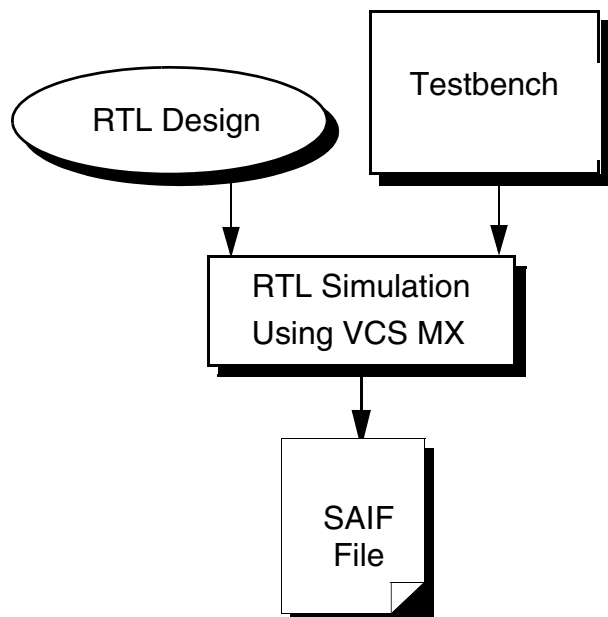 Testbench
RTL Design
RTL Simulation
Using VCS MX
SAIF
File